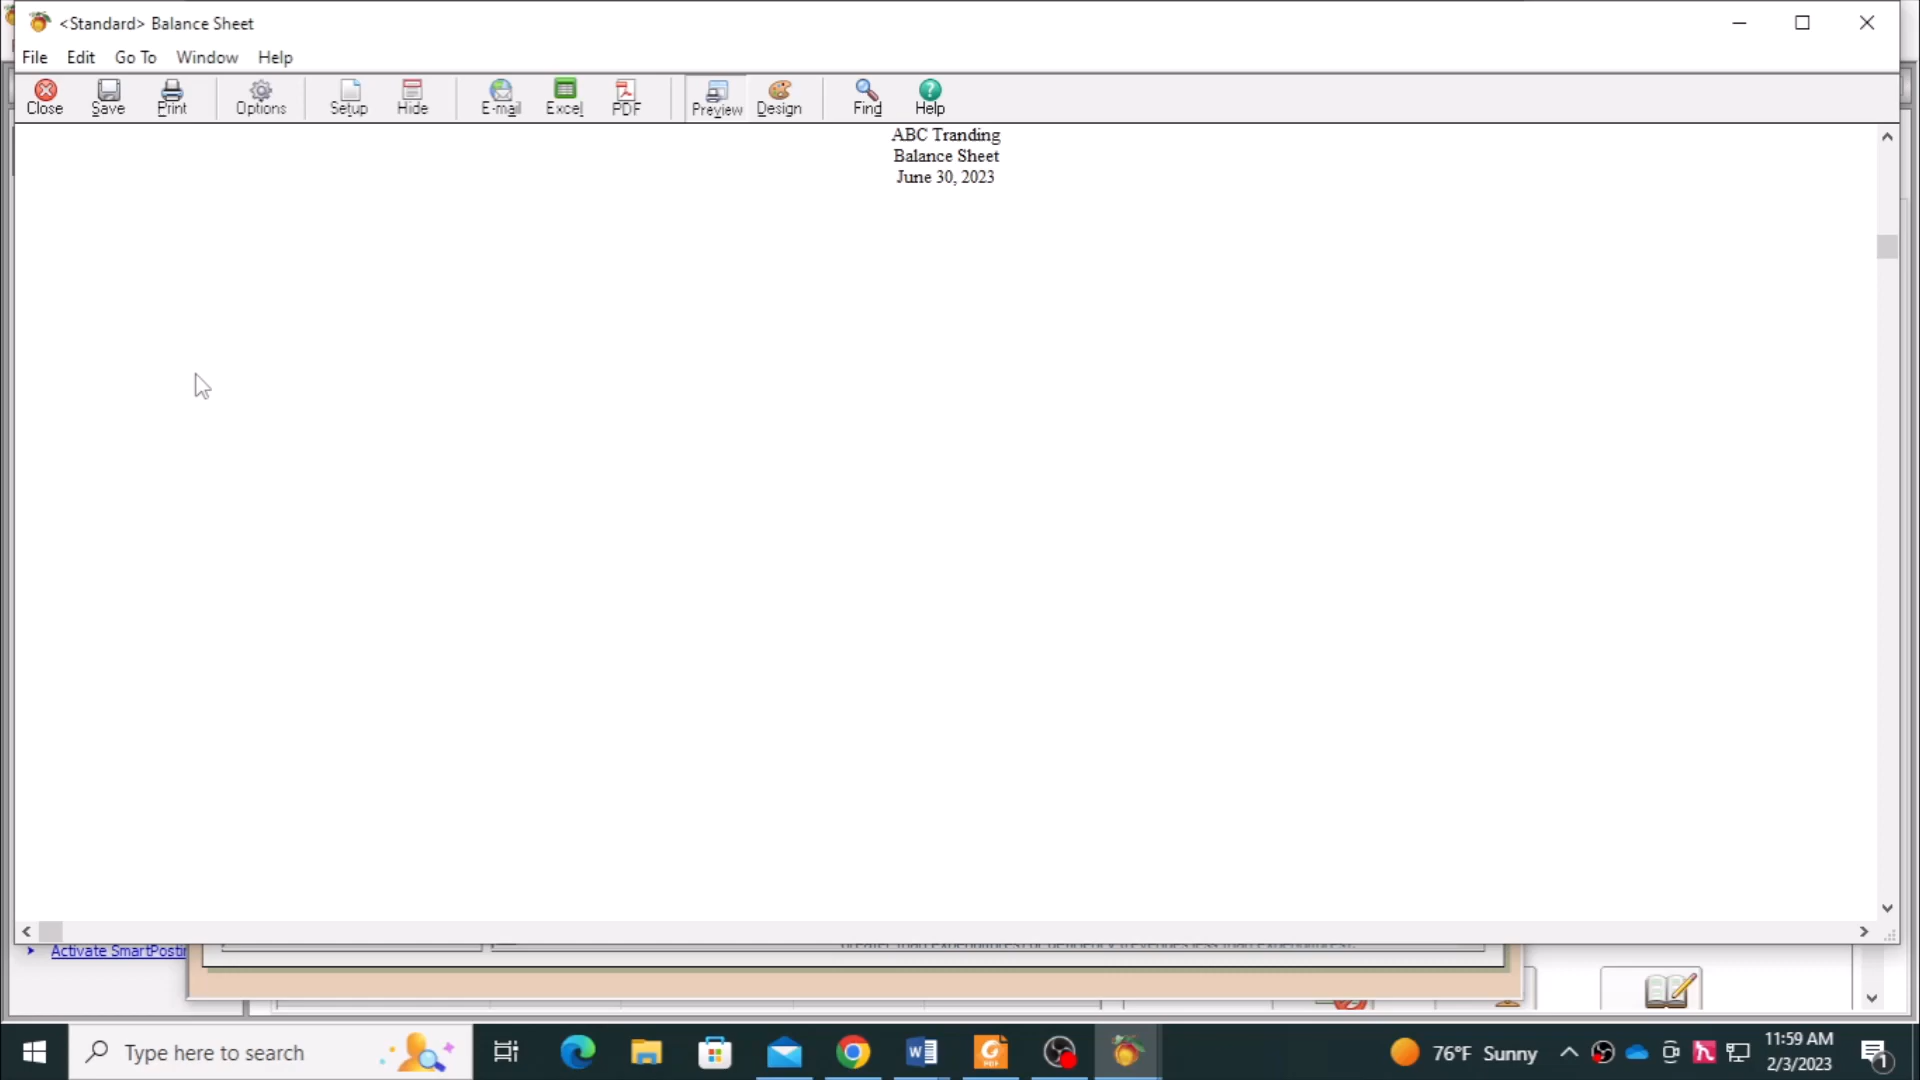 <Standard> Balance Sheet
File Edit Go To Window Help
Close Save Print Options Setup Hide E-mail Excel PDF Preview Design Find Help
ABC Tranding
Balance Sheet
June 30, 2023
Activate SmartPosti
Type here to search
76°F Sunny
11:59 AM
2/3/2023
1